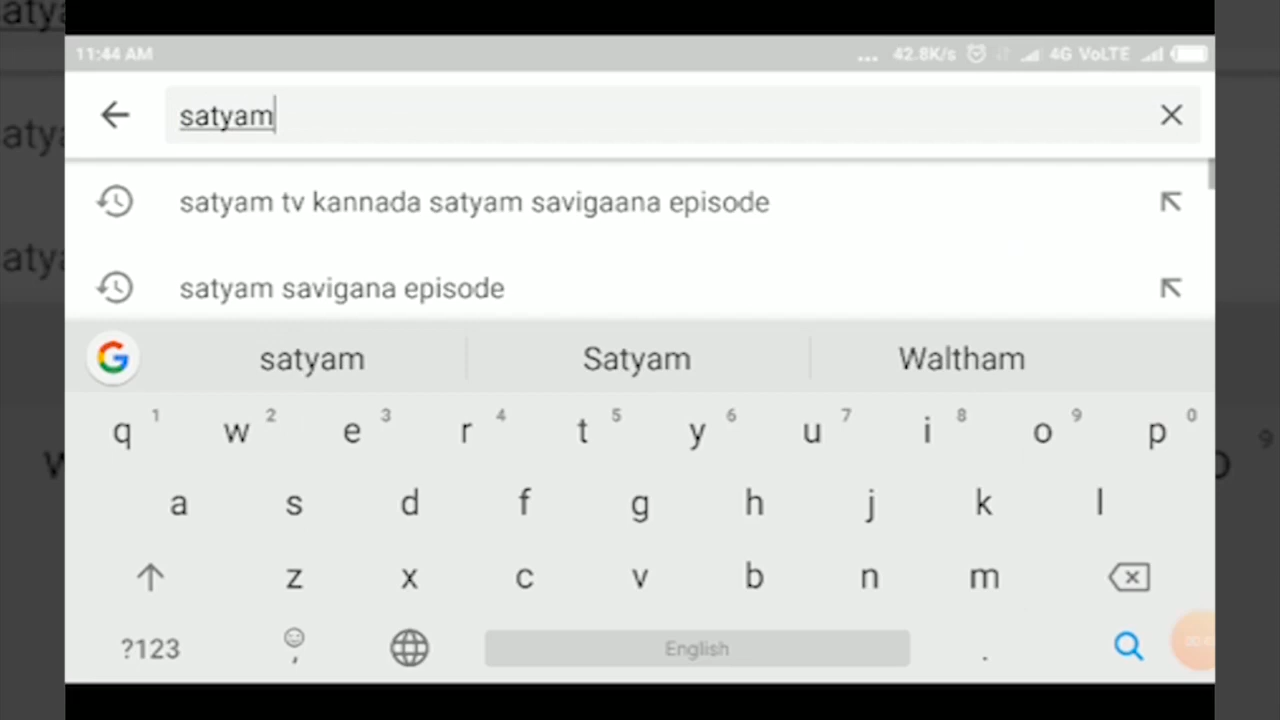 11:44 AM ... 42.8K/s 4G VoLTE
satyam
satyam tv kannada satyam savigaana episode
satyam savigana episode
satyam Satyam Waltham
q 1 w 2 e 3 r 4 t 5 y 6 u 7 i 8 o 9 p 0
a s d f g h j k l
z x c v b n m
?123 , English .